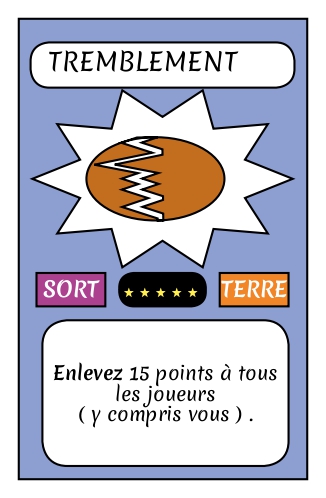 TREMBLEMENT
SORT
TERRE
Enlevez 15 points à tous
les joueurs
( y compris vous ) .